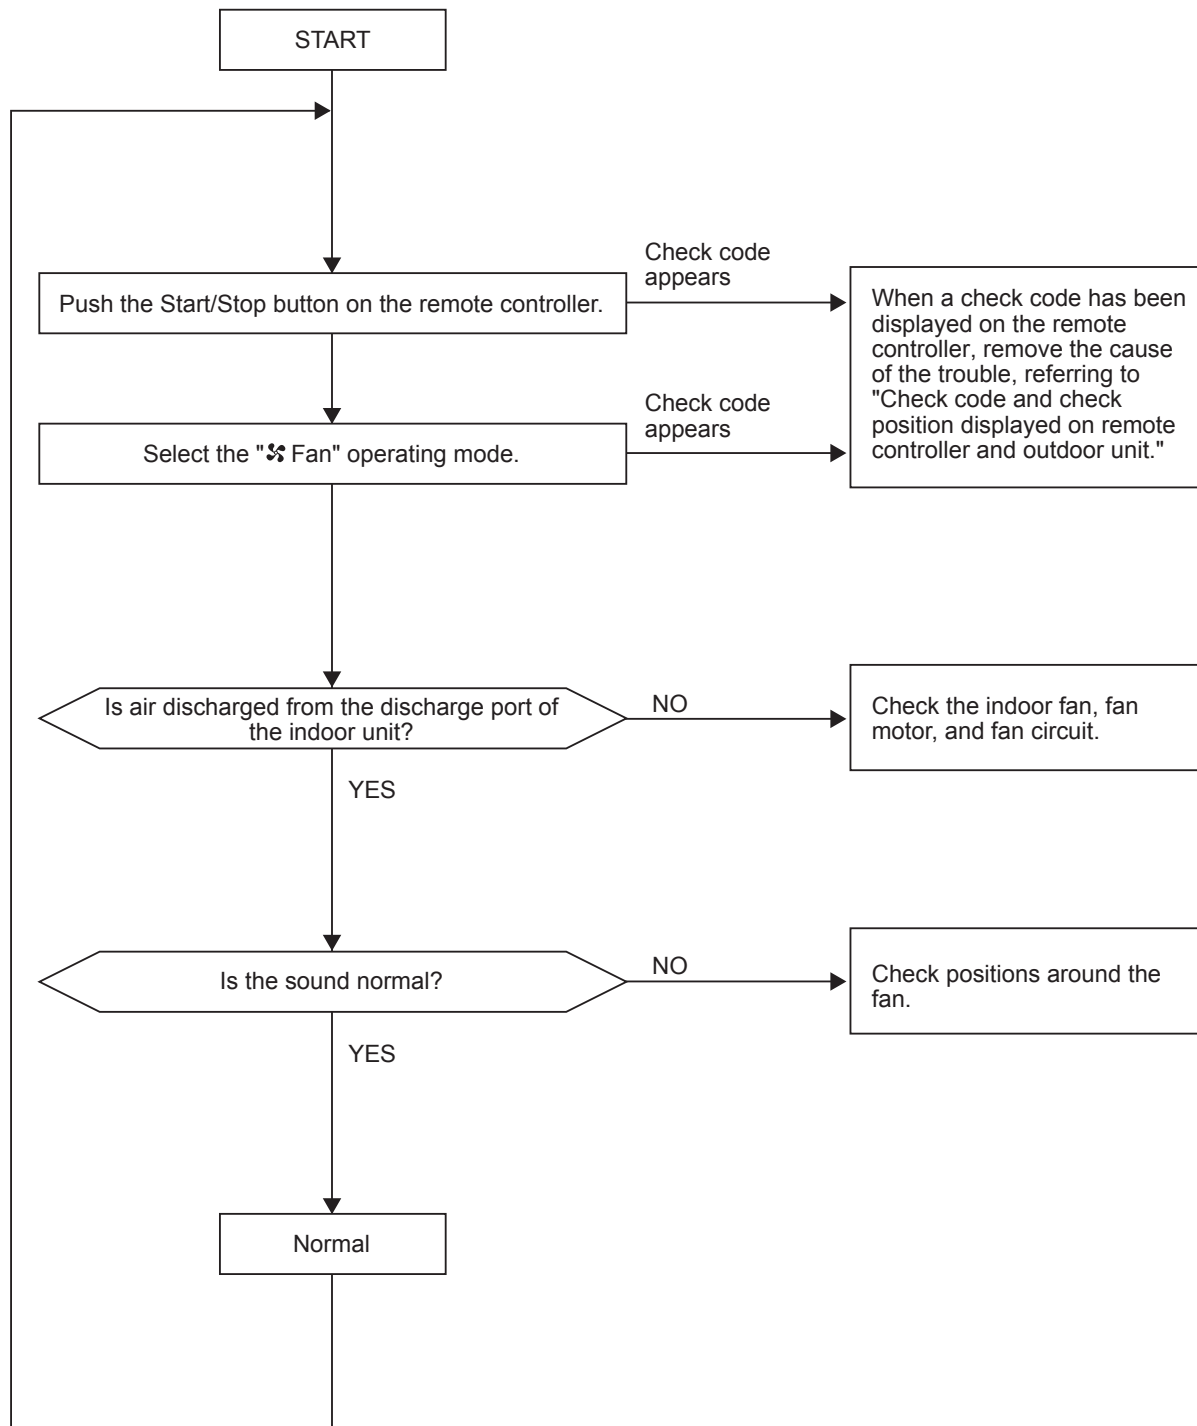 START
Check code
appears
Push the Start/Stop button on the remote controller.
When a check code has been
displayed on the remote
controller, remove the cause
of the trouble, referring to
"Check code and check
position displayed on remote
controller and outdoor unit."
Check code
appears
Select the " Fan" operating mode.
Is air discharged from the discharge port of
the indoor unit?
NO
Check the indoor fan, fan
motor, and fan circuit.
YES
Is the sound normal?
NO
Check positions around the
fan.
YES
Normal